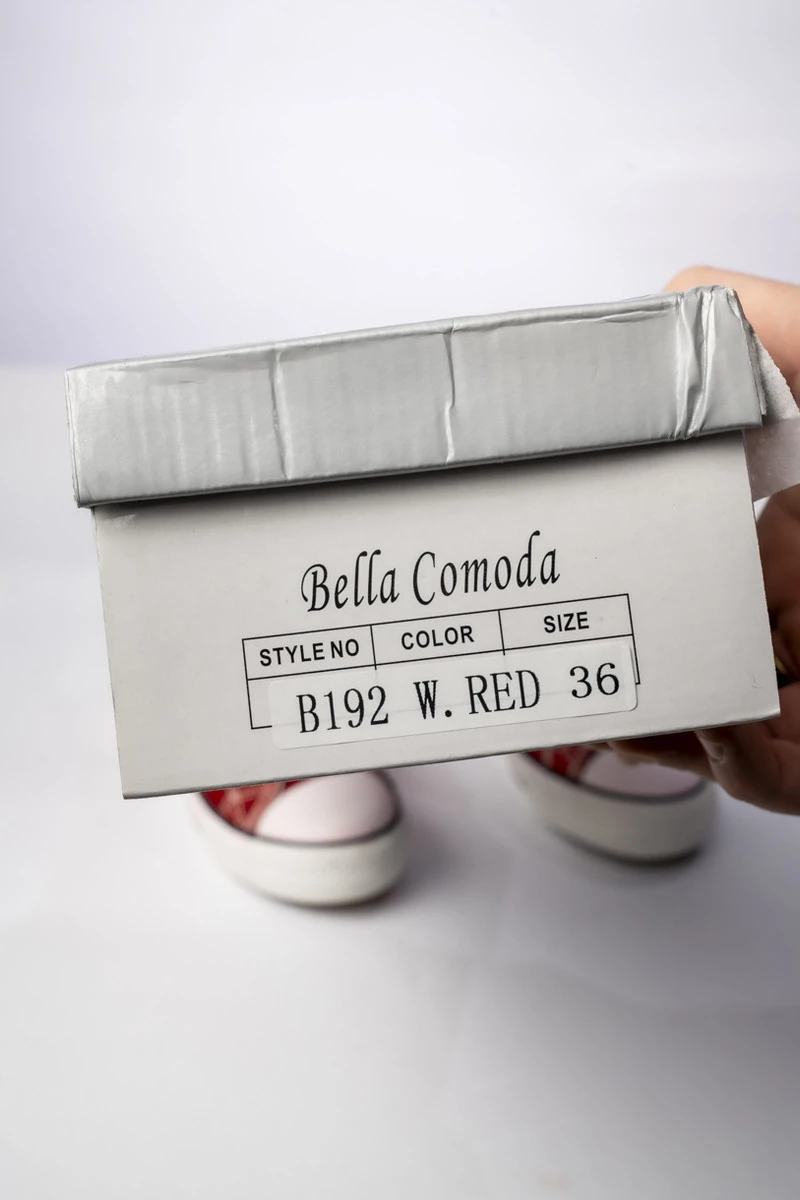 Bella Comoda
STYLE NO COLOR SIZE
B192 W. RED 36